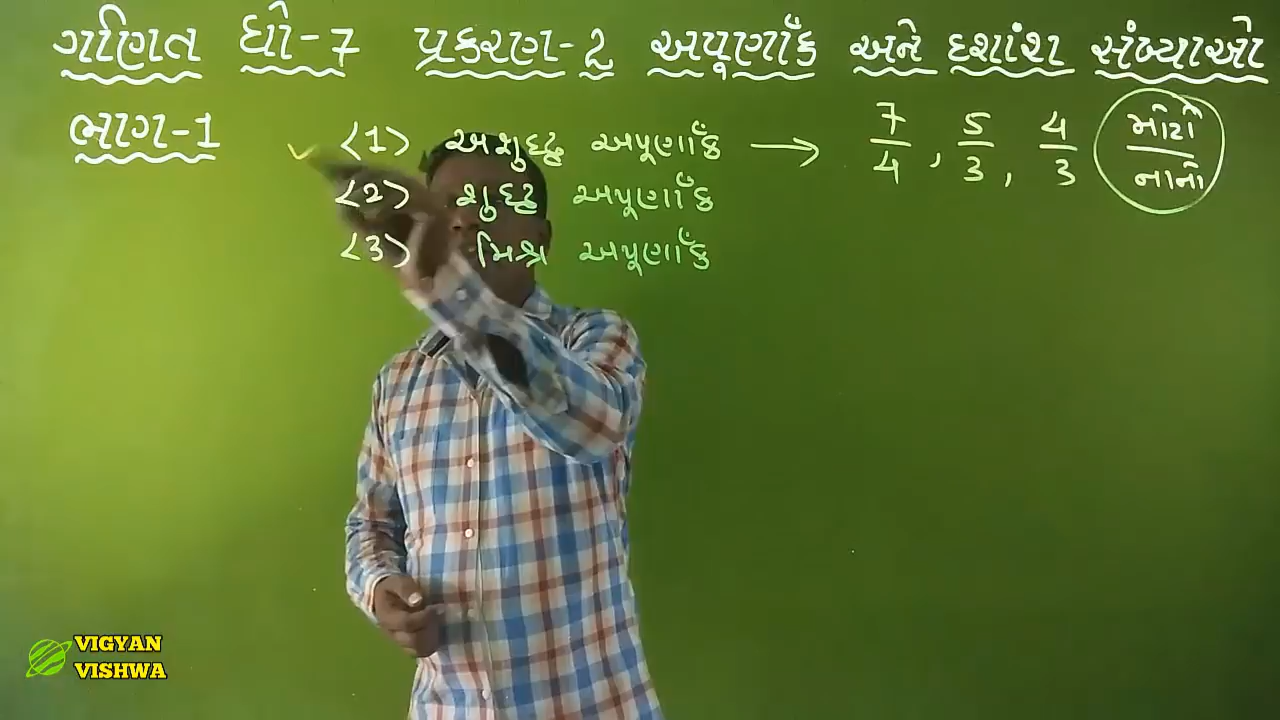 ગણિત ધો-7 પ્રકરણ-2 અપૂર્ણાંક અને દશાંશ સંખ્યાઓ
ભાગ-1
(1) અશુદ્ધ અપૂર્ણાંક → 7/4, 5/3, 4/3 મોટો/નાનો
(2) શુદ્ધ અપૂર્ણાંક
(3) મિશ્ર અપૂર્ણાંક
VIGYAN
VISHWA